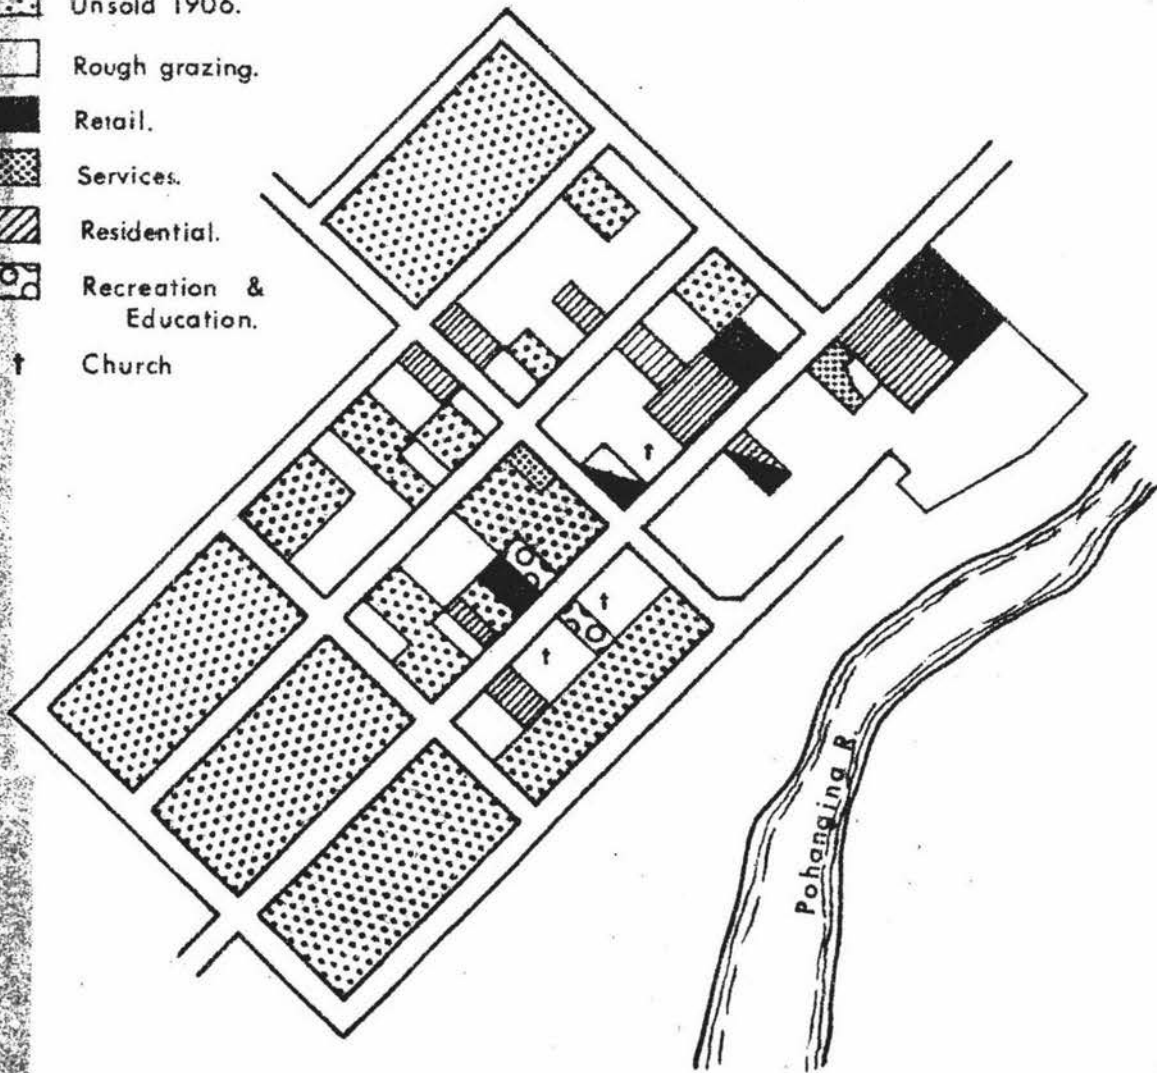 Unsold 1906.
Rough grazing.
Retail.
Services.
Residential.
Recreation &
Education.
† Church
Pohangina R